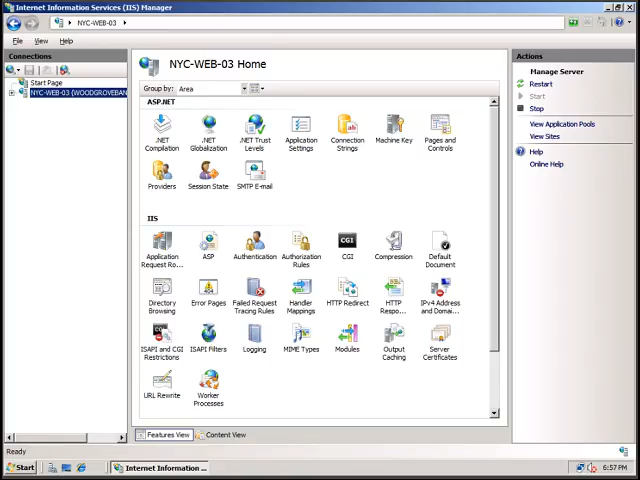 Internet Information Services (IIS) Manager
NYC-WEB-03
File View Help
Connections
Start Page
NYC-WEB-03 (WOODGROVEBAN
NYC-WEB-03 Home
Group by: Area
ASP.NET
.NET Compilation
.NET Globalization
.NET Trust Levels
Application Settings
Connection Strings
Machine Key
Pages and Controls
Providers
Session State
SMTP E-mail
IIS
Application Request Ro...
ASP
Authentication
Authorization Rules
CGI
Compression
Default Document
Directory Browsing
Error Pages
Failed Request Tracing Rules
Handler Mappings
HTTP Redirect
HTTP Respo...
IPv4 Address and Domai...
ISAPI and CGI Restrictions
ISAPI Filters
Logging
MIME Types
Modules
Output Caching
Server Certificates
URL Rewrite
Worker Processes
Features View
Content View
Actions
Manage Server
Restart
Start
Stop
View Application Pools
View Sites
Help
Online Help
Ready
Start
Internet Information ...
6:57 PM